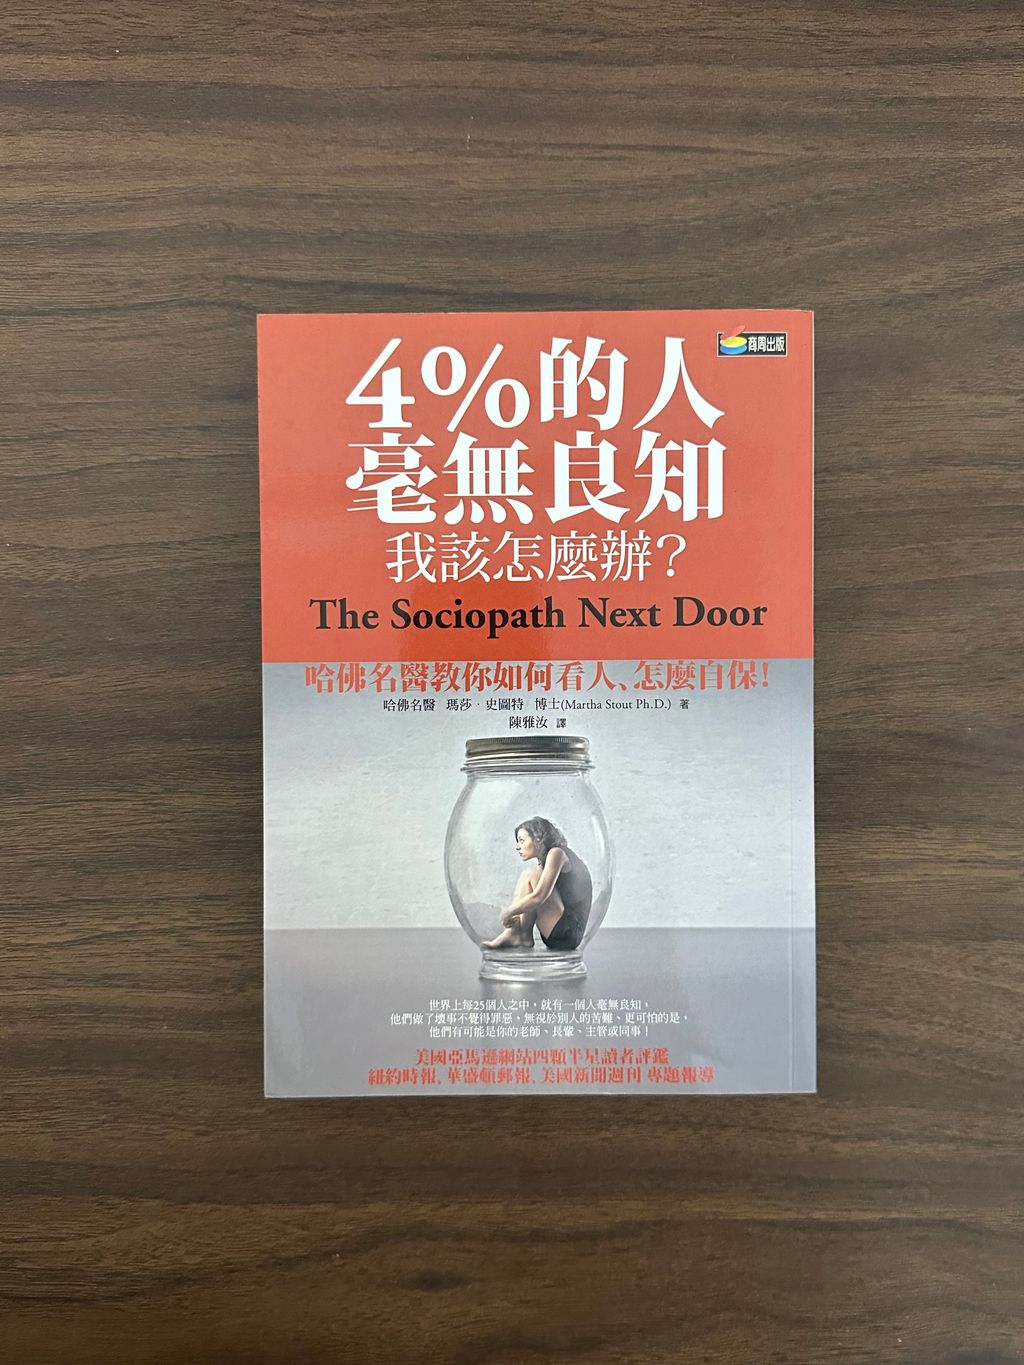 商周出版
4%的人
毫無良知
我該怎麼辦？
The Sociopath Next Door
哈佛名醫教你如何看人、怎麼自保！
哈佛名醫 瑪莎．史圖特 博士(Martha Stout Ph.D.) 著
陳雅汝 譯
世界上每25個人之中，就有一個人毫無良知，
他們做了壞事不覺得罪惡、無視於別人的苦難、更可怕的是，
他們有可能是你的老師、長輩、主管或同事！
美國亞馬遜網站四顆半星讀者評鑑
紐約時報、華盛頓郵報、美國新聞週刊 專題報導